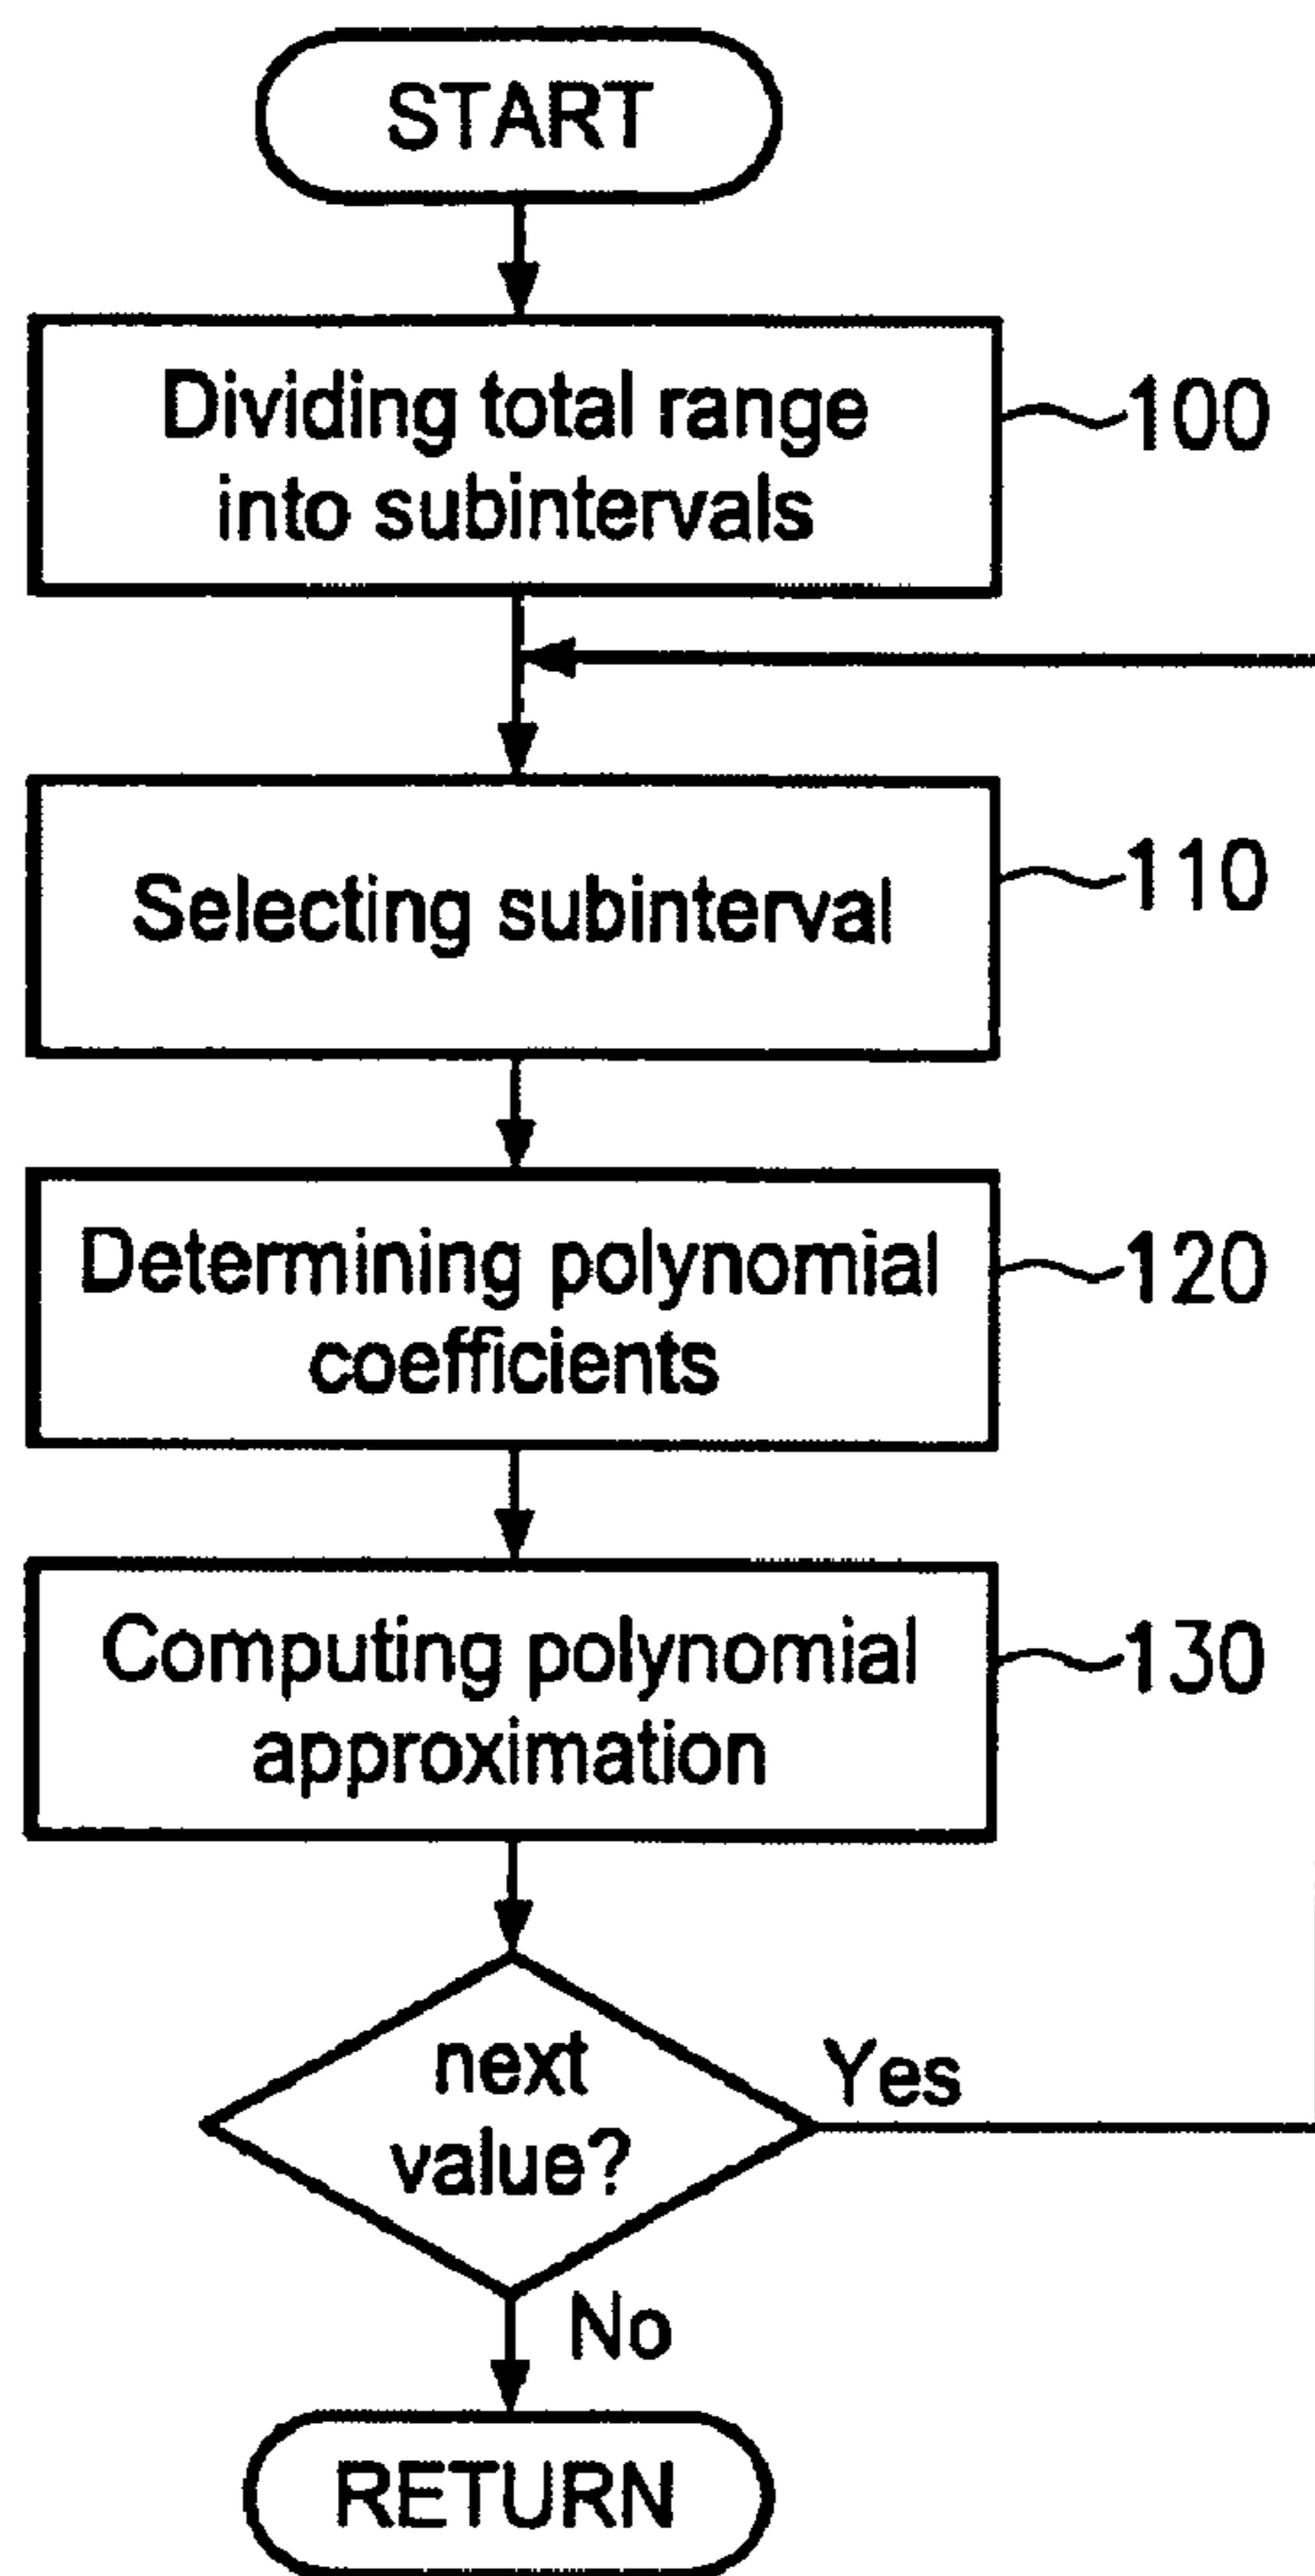 START
Dividing total range
into subintervals
100
Selecting subinterval
110
Determining polynomial
coefficients
120
Computing polynomial
approximation
130
next
value?
Yes
No
RETURN